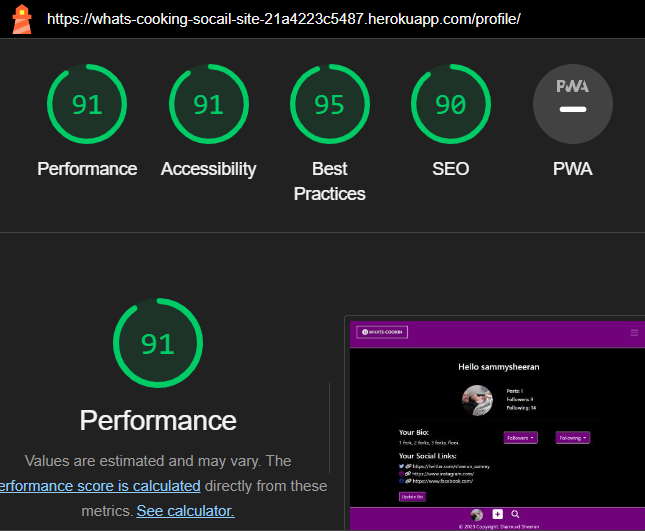 https://whats-cooking-socail-site-21a4223c5487.herokuapp.com/profile/
91 91 95 90 PWA
Performance Accessibility Best Practices SEO PWA
91
Performance
Values are estimated and may vary. The
erformance score is calculated directly from these
metrics. See calculator.
WHATS-COOKIN
Hello sammysheeran
Posts: 1
Followers: 9
Following: 14
Your Bio:
1 fork, 2 forks, 3 forks, floor.
Followers
Following
Your Social Links:
https://twitter.com/sheeran_sammy
https://www.instagram.com/
https://www.facebook.com/
Update Bio
© 2023 Copyright: Diarmuid Sheeran